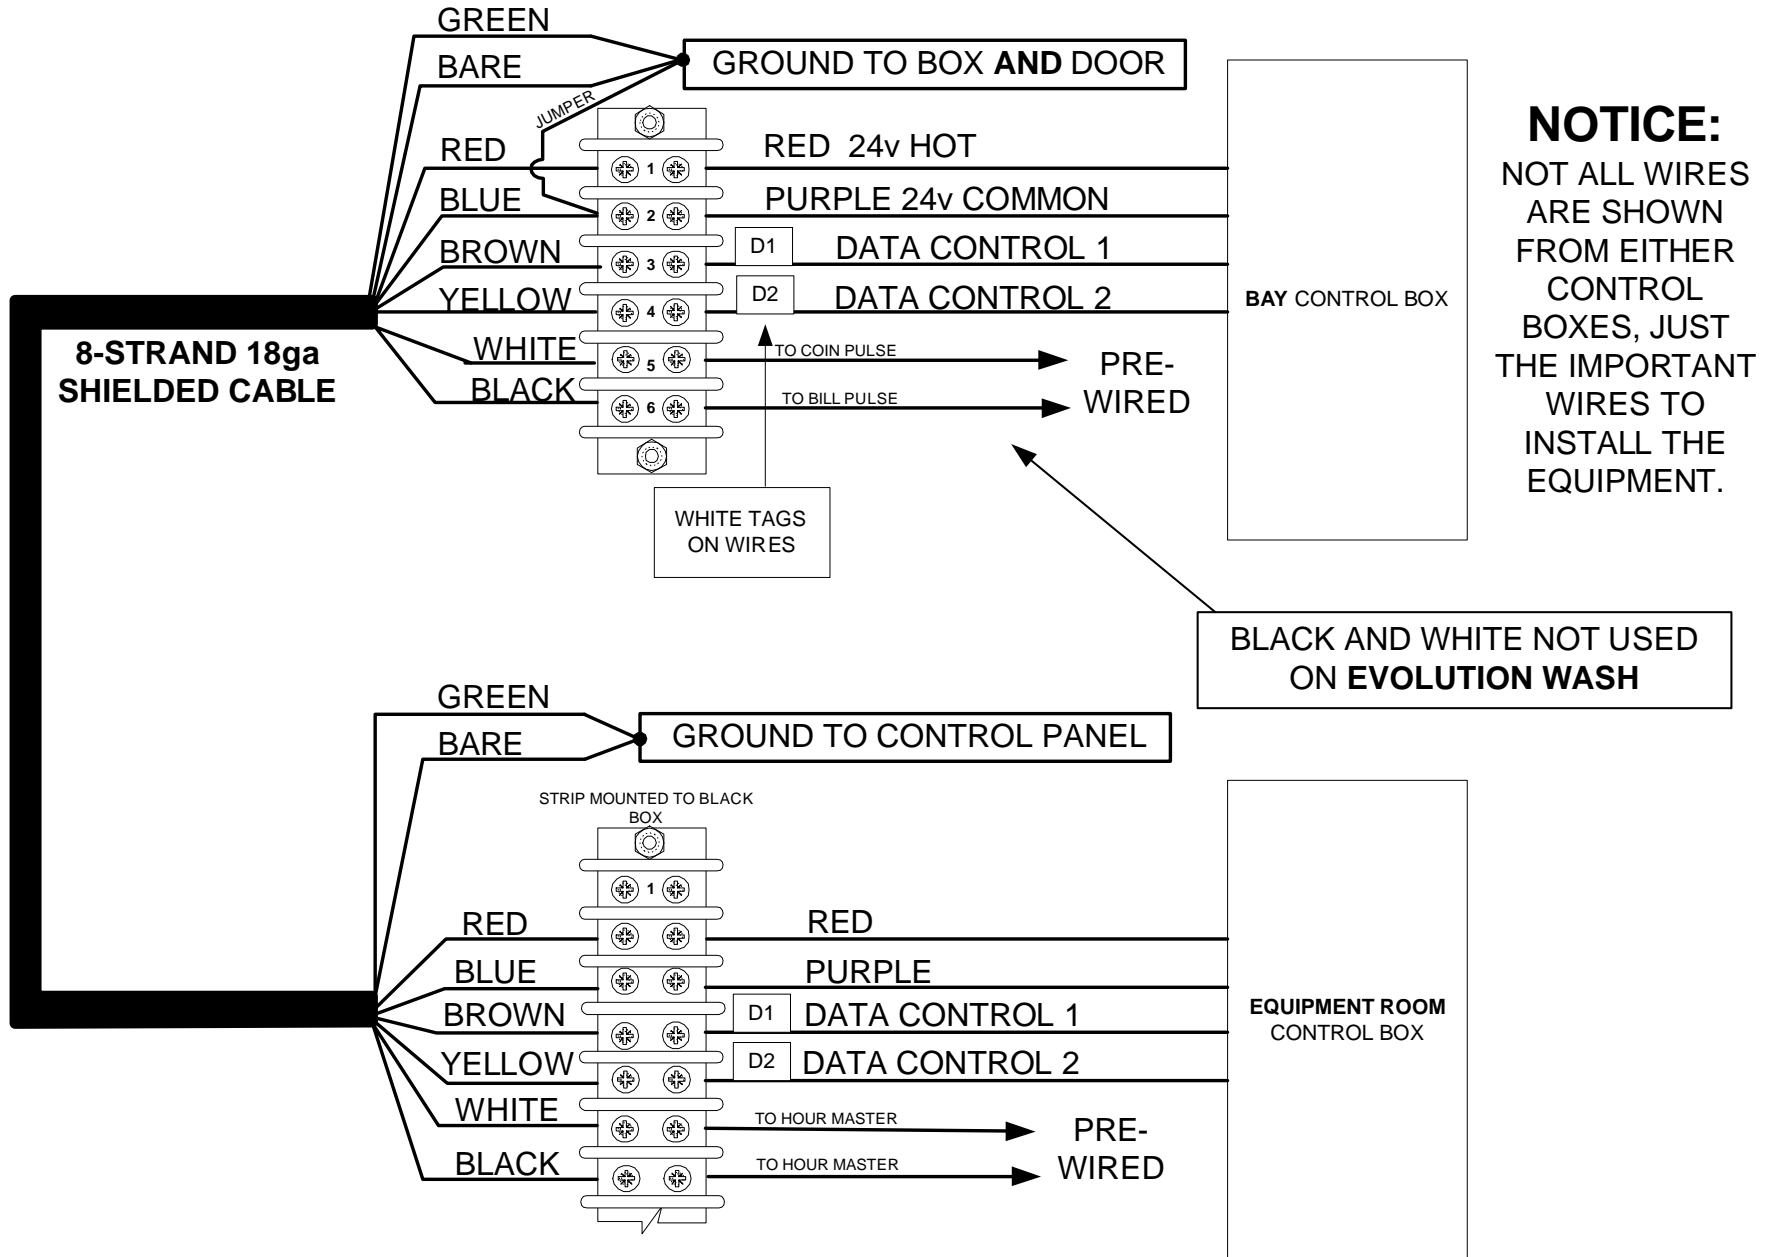 GREEN
BARE
GROUND TO BOX AND DOOR
JUMPER
RED
BLUE
BROWN
YELLOW
WHITE
BLACK
1
2
3
4
5
6
RED 24v HOT
PURPLE 24v COMMON
D1
DATA CONTROL 1
D2
DATA CONTROL 2
TO COIN PULSE
TO BILL PULSE
PRE-
WIRED
BAY CONTROL BOX
NOTICE:
NOT ALL WIRES
ARE SHOWN
FROM EITHER
CONTROL
BOXES, JUST
THE IMPORTANT
WIRES TO
INSTALL THE
EQUIPMENT.
8-STRAND 18ga
SHIELDED CABLE
WHITE TAGS
ON WIRES
BLACK AND WHITE NOT USED
ON EVOLUTION WASH
GREEN
BARE
GROUND TO CONTROL PANEL
STRIP MOUNTED TO BLACK
BOX
1
RED
BLUE
BROWN
YELLOW
WHITE
BLACK
RED
PURPLE
D1
DATA CONTROL 1
D2
DATA CONTROL 2
TO HOUR MASTER
TO HOUR MASTER
PRE-
WIRED
EQUIPMENT ROOM
CONTROL BOX